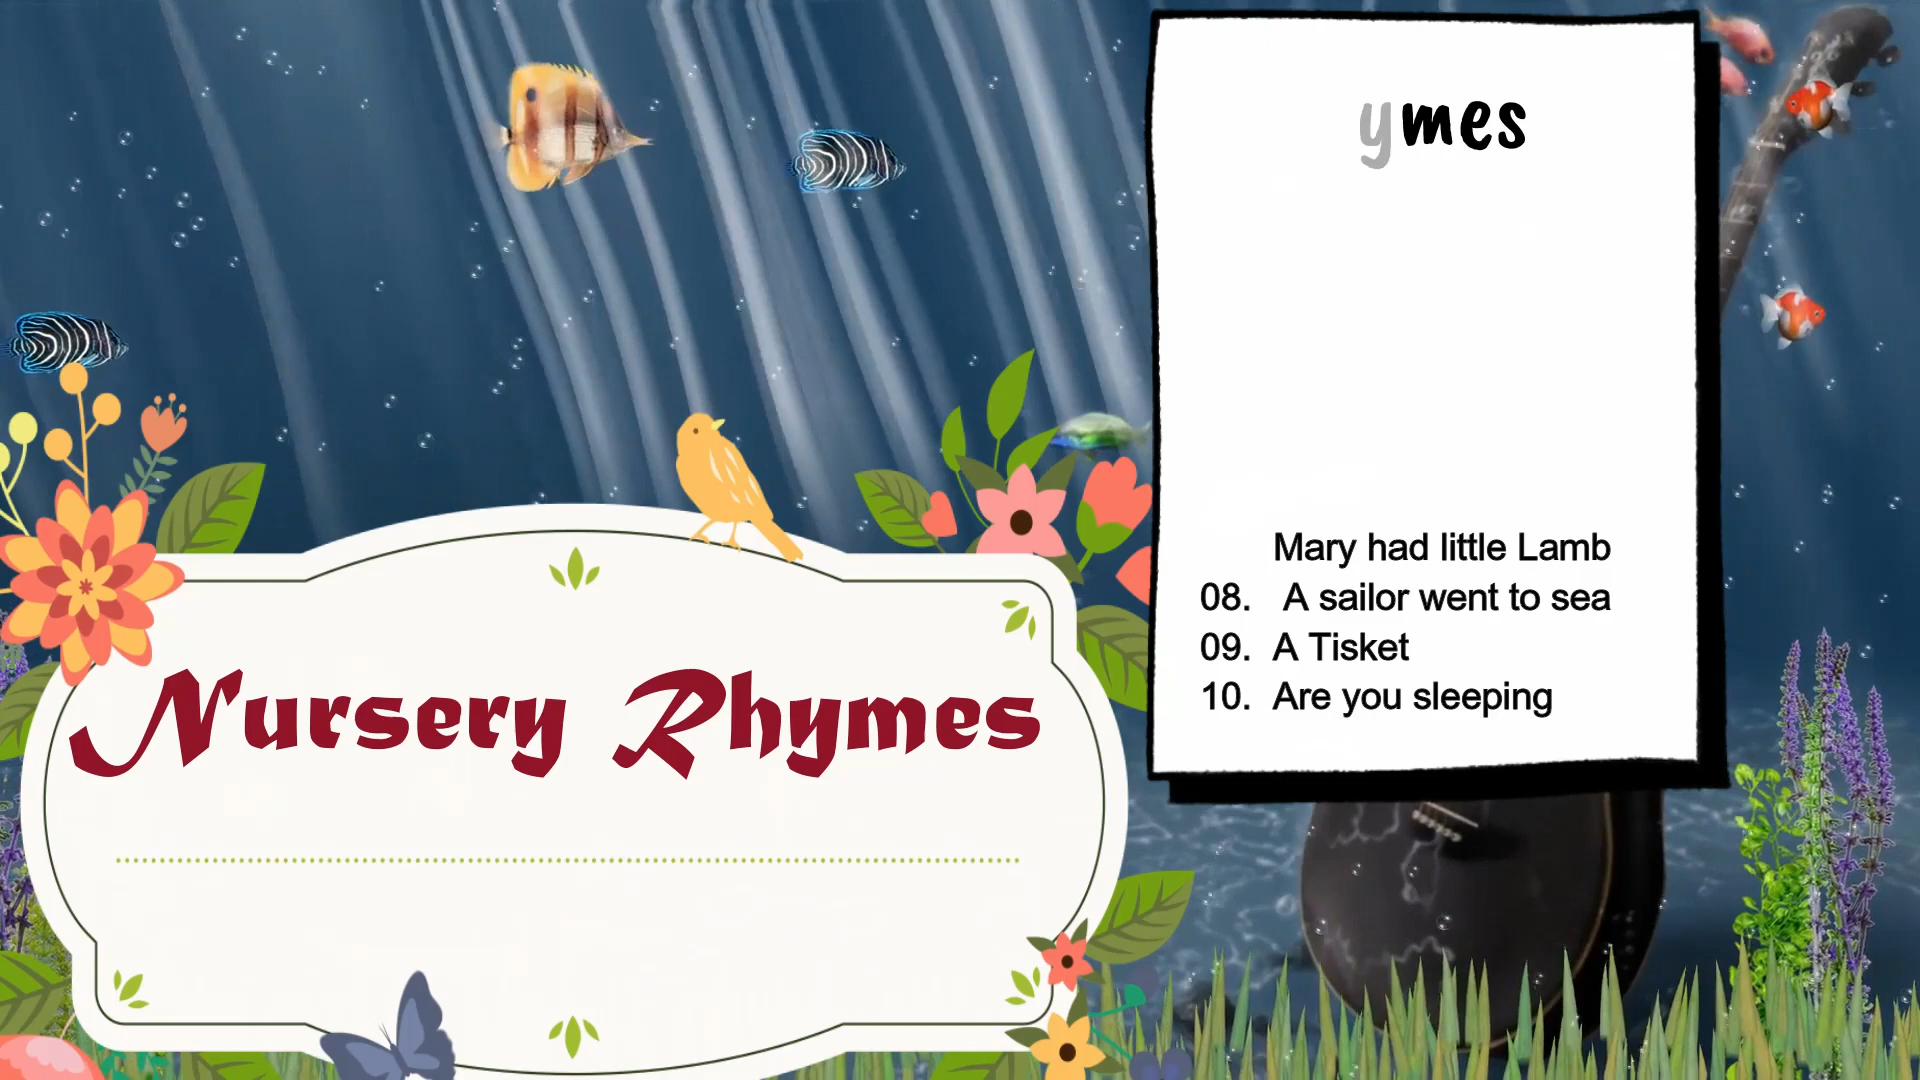 Nursery Rhymes
ymes
Mary had little Lamb
08. A sailor went to sea
09. A Tisket
10. Are you sleeping